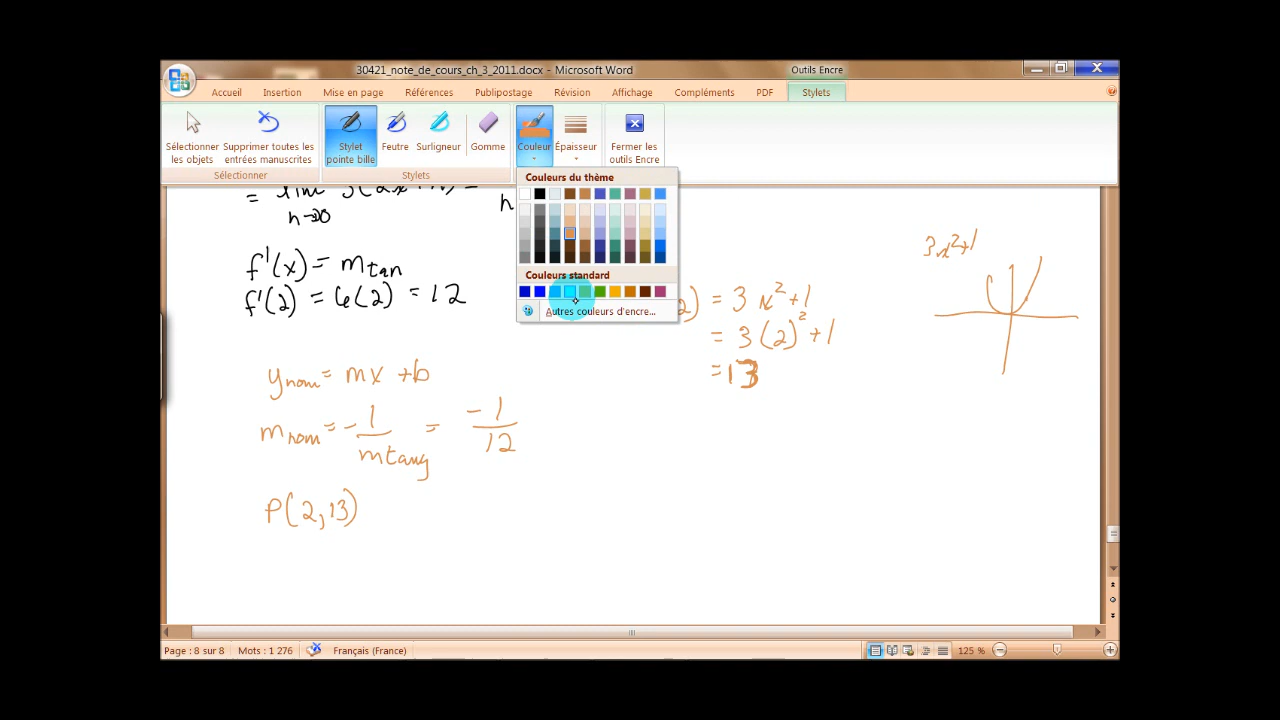 30421_note_de_cours_ch_3_2011.docx - Microsoft Word
Outils Encre
Accueil Insertion Mise en page Références Publipostage Révision Affichage Compléments PDF Stylets
Sélectionner les objets
Supprimer toutes les entrées manuscrites
Stylet pointe bille
Feutre
Surligneur
Gomme
Couleur
Épaisseur
Fermer les outils Encre
Sélectionner
Stylets
Couleurs du thème
Couleurs standard
Autres couleurs d'encre...
h→0
h
f'(x) = mtan
f'(2) = 6(2) = 12
2) = 3x²+1
= 3(2)²+1
= 13
3x²+1
ynom = mx + b
mnom = -1/mtang = -1/12
P(2,13)
Page : 8 sur 8 Mots : 1 276 Français (France) 125 %